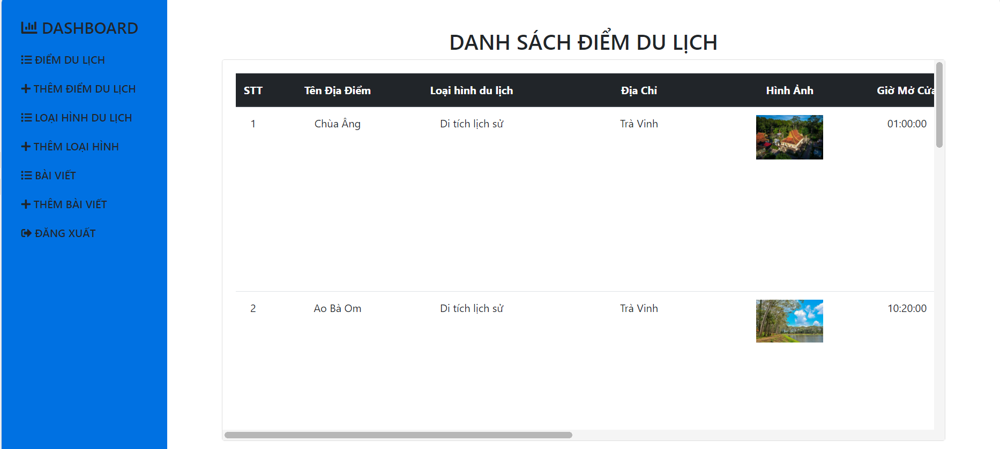 DASHBOARD
ĐIỂM DU LỊCH
THÊM ĐIỂM DU LỊCH
LOẠI HÌNH DU LỊCH
THÊM LOẠI HÌNH
BÀI VIẾT
THÊM BÀI VIẾT
ĐĂNG XUẤT
DANH SÁCH ĐIỂM DU LỊCH
STT Tên Địa Điểm Loại hình du lịch Địa Chỉ Hình Ảnh Giờ Mở Cửa
1 Chùa Âng Di tích lịch sử Trà Vinh 01:00:00
2 Ao Bà Om Di tích lịch sử Trà Vinh 10:20:00